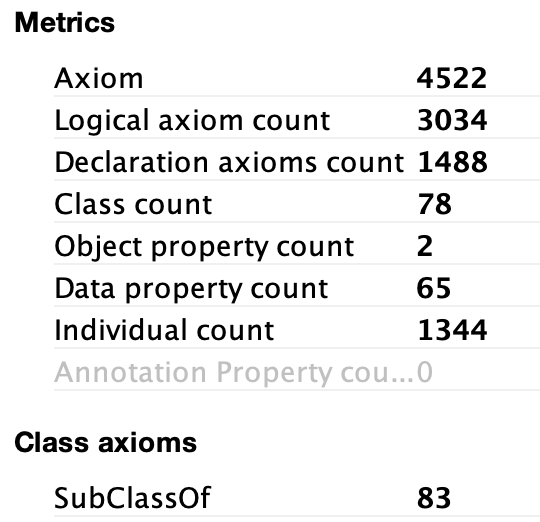 Metrics
Axiom 4522
Logical axiom count 3034
Declaration axioms count 1488
Class count 78
Object property count 2
Data property count 65
Individual count 1344
Annotation Property cou...0
Class axioms
SubClassOf 83